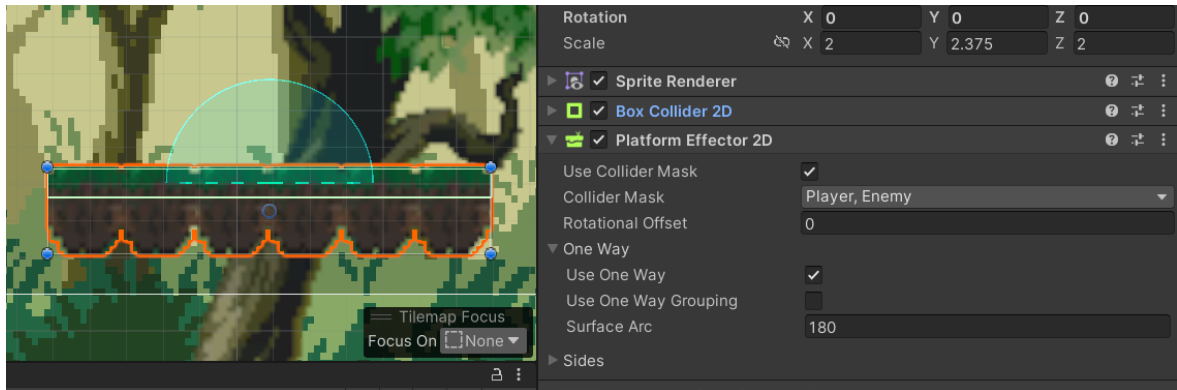 Rotation X 0 Y 0 Z 0
Scale X 2 Y 2.375 Z 2
Sprite Renderer
Box Collider 2D
Platform Effector 2D
Use Collider Mask
Collider Mask Player, Enemy
Rotational Offset 0
One Way
Use One Way
Use One Way Grouping
Surface Arc 180
Sides
Tilemap Focus
Focus On None